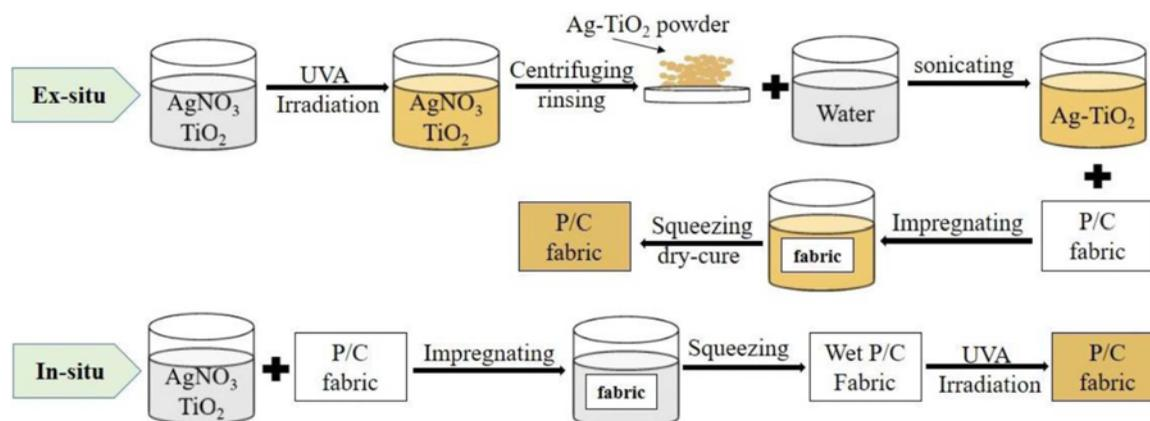 Ag-TiO₂ powder
Ex-situ
AgNO₃
TiO₂
UVA
Irradiation
AgNO₃
TiO₂
Centrifuging
rinsing
Water
sonicating
Ag-TiO₂
P/C
fabric
Impregnating
fabric
Squeezing
dry-cure
P/C
fabric
In-situ
AgNO₃
TiO₂
P/C
fabric
Impregnating
fabric
Squeezing
Wet P/C
Fabric
UVA
Irradiation
P/C
fabric